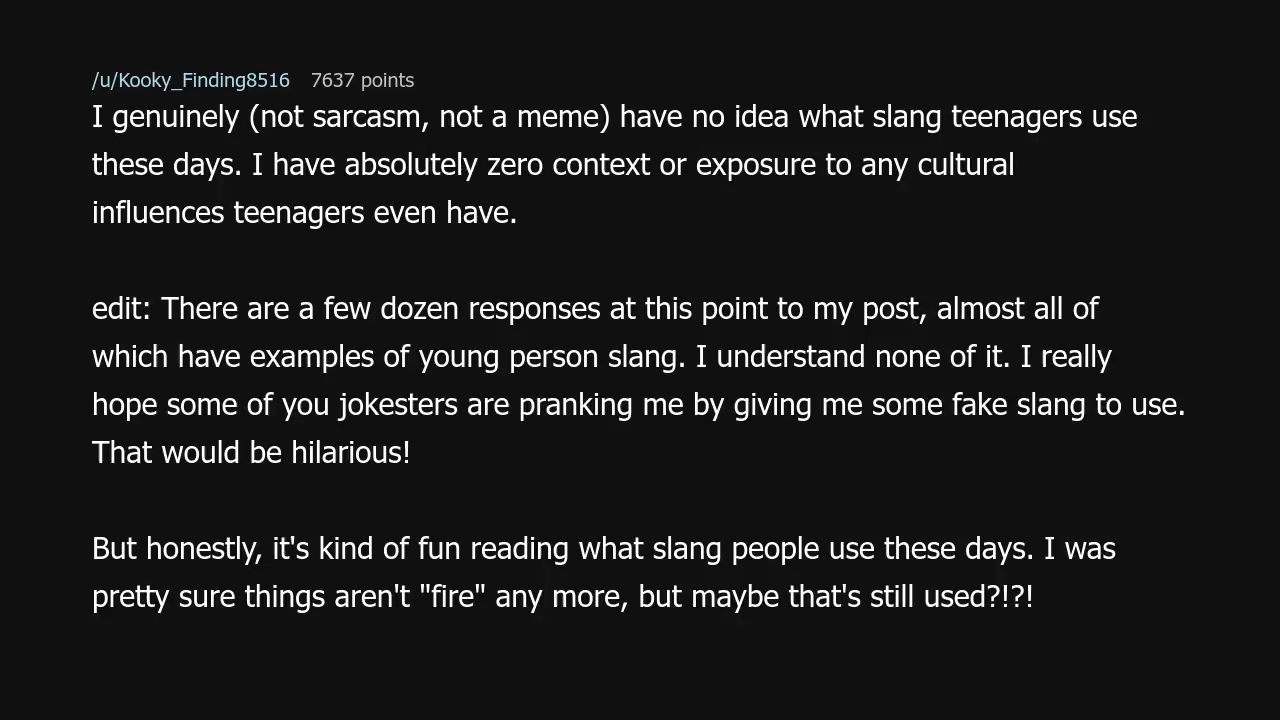 /u/Kooky_Finding8516 7637 points
I genuinely (not sarcasm, not a meme) have no idea what slang teenagers use
these days. I have absolutely zero context or exposure to any cultural
influences teenagers even have.
edit: There are a few dozen responses at this point to my post, almost all of
which have examples of young person slang. I understand none of it. I really
hope some of you jokesters are pranking me by giving me some fake slang to use.
That would be hilarious!
But honestly, it's kind of fun reading what slang people use these days. I was
pretty sure things aren't "fire" any more, but maybe that's still used?!?!